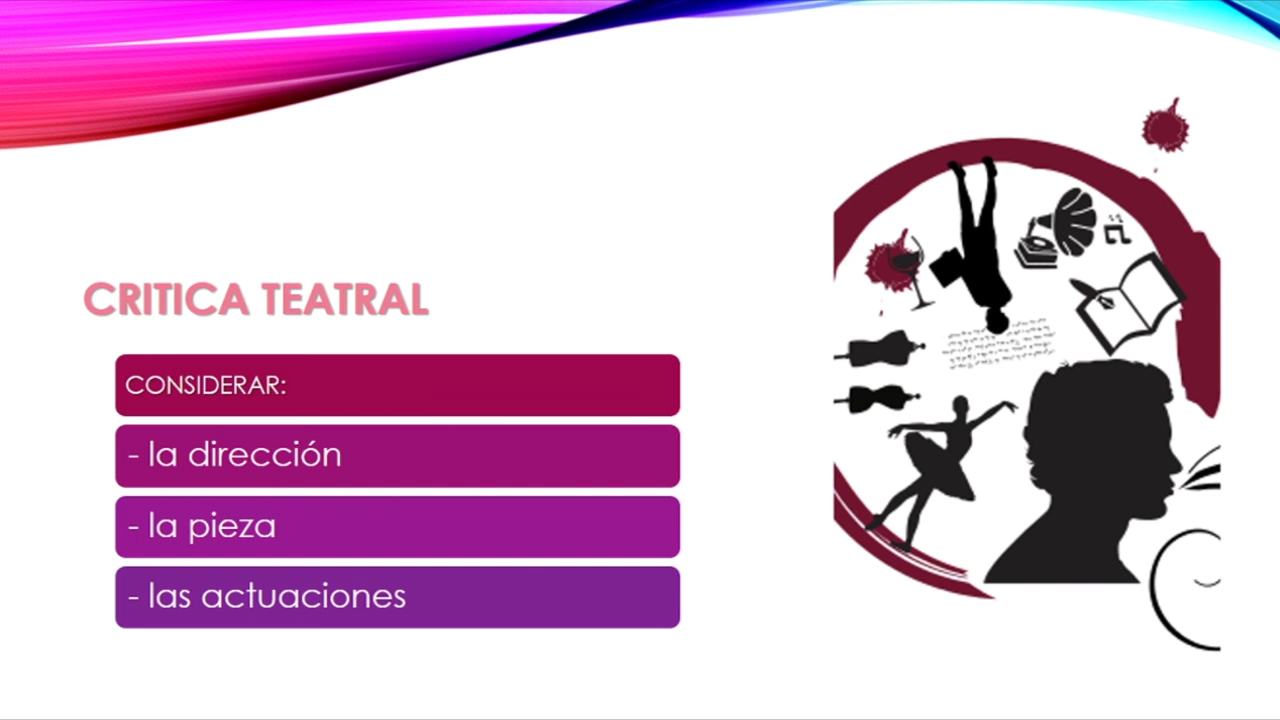 CRITICA TEATRAL
CONSIDERAR:
- la dirección
- la pieza
- las actuaciones